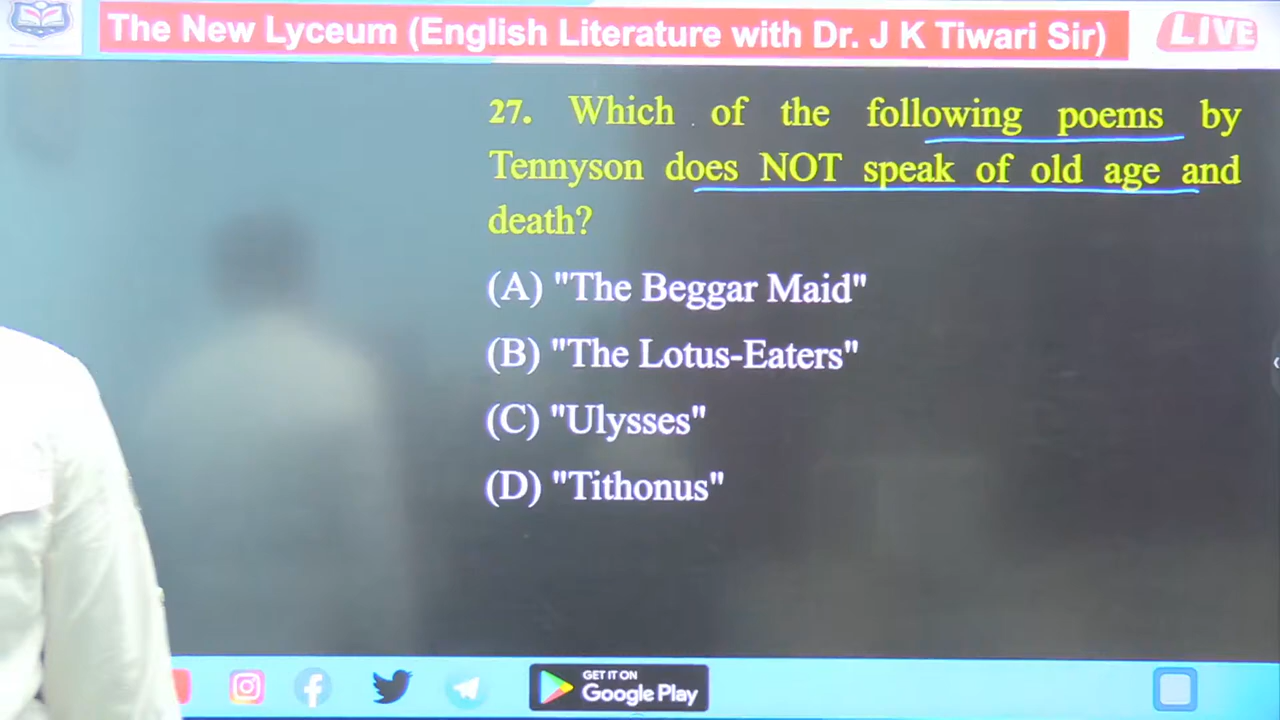 The New Lyceum (English Literature with Dr. J K Tiwari Sir)
LIVE
27. Which of the following poems by
Tennyson does NOT speak of old age and
death?
(A) "The Beggar Maid"
(B) "The Lotus-Eaters"
(C) "Ulysses"
(D) "Tithonus"
GET IT ON
Google Play